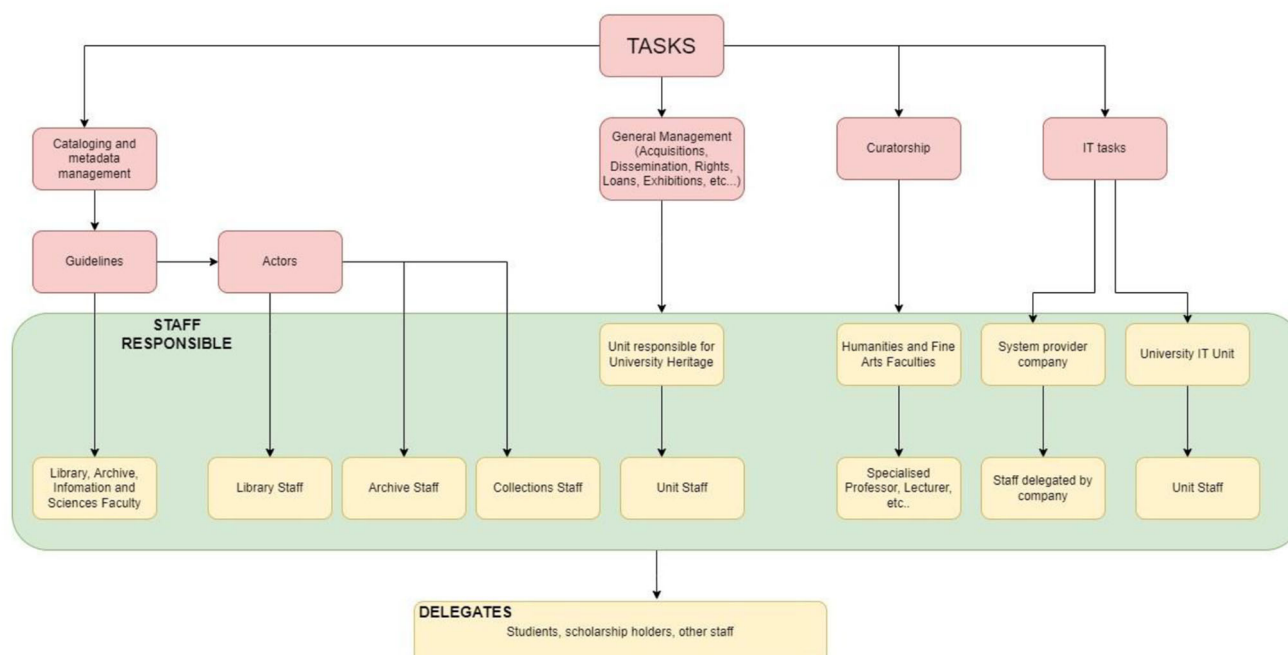 TASKS
Cataloging and
metadata
management
General Management
(Acquisitions,
Dissemination, Rights,
Loans, Exhibitions, etc...)
Curatorship
IT tasks
Guidelines
Actors
STAFF
RESPONSIBLE
Unit responsible for
University Heritage
Humanities and Fine
Arts Faculties
System provider
company
University IT Unit
Library, Archive,
Infomation and
Sciences Faculty
Library Staff
Archive Staff
Collections Staff
Unit Staff
Specialised
Professor, Lecturer,
etc..
Staff delegated by
company
Unit Staff
DELEGATES
Students, scholarship holders, other staff